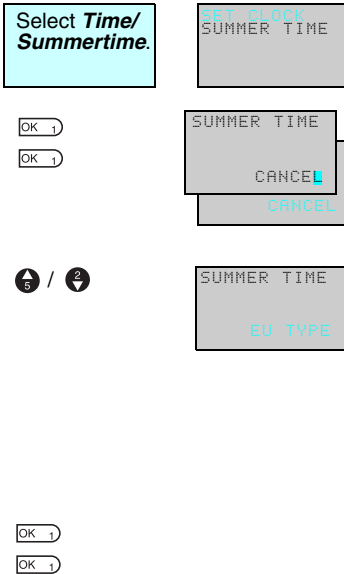 Select Time/
Summertime.
SET CLOCK
SUMMER TIME
OK 1
OK 1
SUMMER TIME
CANCEL
CANCEL
5 / 2
SUMMER TIME
EU TYPE
OK 1
OK 1